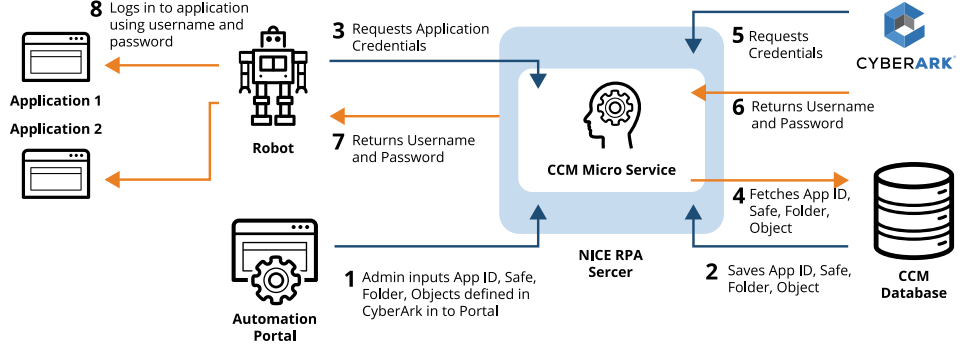 8 Logs in to application
using username and
password
Application 1
Application 2
Robot
3 Requests Application
Credentials
7 Returns Username
and Password
CCM Micro Service
NICE RPA
Sercer
5 Requests
Credentials
CYBERARK
6 Returns Username
and Password
4 Fetches App ID,
Safe, Folder,
Object
2 Saves App ID, Safe,
Folder, Object
CCM
Database
1 Admin inputs App ID, Safe,
Folder, Objects defined in
CyberArk in to Portal
Automation
Portal